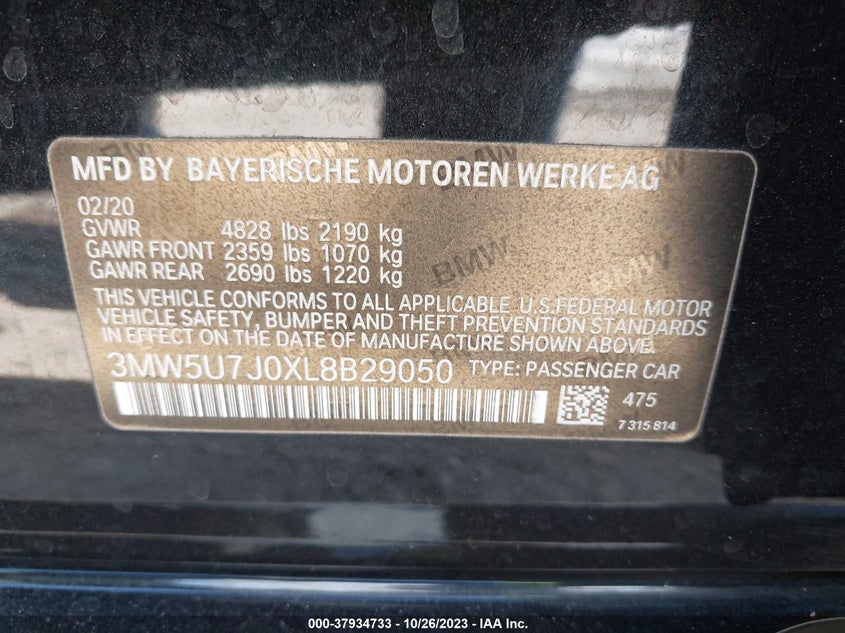 MFD BY BAYERISCHE MOTOREN WERKE AG
02/20
GVWR 4828 lbs 2190 kg
GAWR FRONT 2359 lbs 1070 kg
GAWR REAR 2690 lbs 1220 kg
THIS VEHICLE CONFORMS TO ALL APPLICABLE U.S.FEDERAL MOTOR
VEHICLE SAFETY, BUMPER AND THEFT PREVENTION STANDARDS
IN EFFECT ON THE DATE OF MANUFACTURE SHOWN ABOVE.
3MW5U7J0XL8B29050 TYPE: PASSENGER CAR
475
7 315 814
BMW
BMW
000-37934733 - 10/26/2023 - IAA Inc.